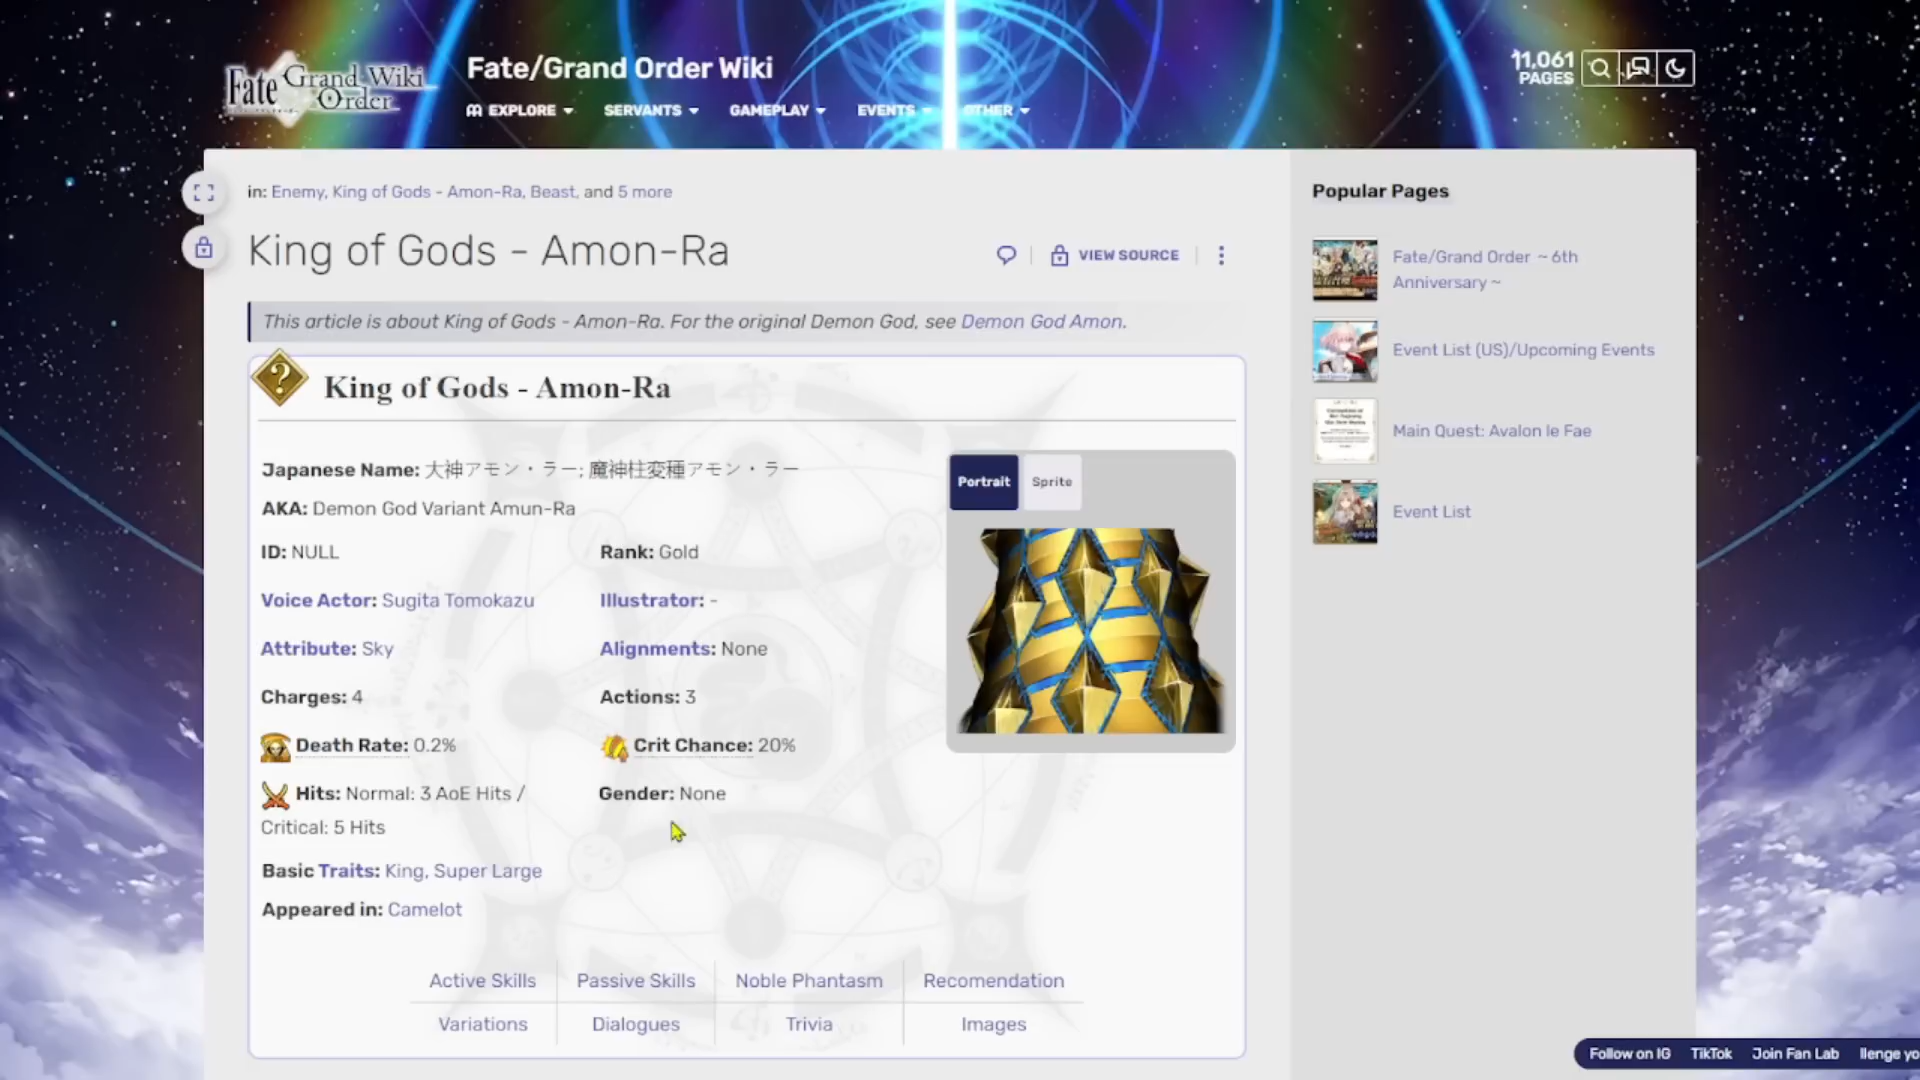 Fate/Grand Order Wiki
Fate/Grand Order Wiki
11,061
PAGES
EXPLORE
SERVANTS
GAMEPLAY
EVENTS
OTHER
in: Enemy, King of Gods - Amon-Ra, Beast, and 5 more
King of Gods - Amon-Ra
VIEW SOURCE
This article is about King of Gods - Amon-Ra. For the original Demon God, see Demon God Amon.
?
King of Gods - Amon-Ra
Japanese Name: 大神アモン・ラー; 魔神柱変種アモン・ラー
AKA: Demon God Variant Amun-Ra
ID: NULL
Rank: Gold
Voice Actor: Sugita Tomokazu
Illustrator: -
Attribute: Sky
Alignments: None
Charges: 4
Actions: 3
Death Rate: 0.2%
Crit Chance: 20%
Hits: Normal: 3 AoE Hits /
Critical: 5 Hits
Gender: None
Basic Traits: King, Super Large
Appeared in: Camelot
Portrait
Sprite
Active Skills
Passive Skills
Noble Phantasm
Recomendation
Variations
Dialogues
Trivia
Images
Popular Pages
Fate/Grand Order ~ 6th
Anniversary ~
Event List (US)/Upcoming Events
Main Quest: Avalon le Fae
Event List
Follow on IG
TikTok
Join Fan Lab
llenge yo